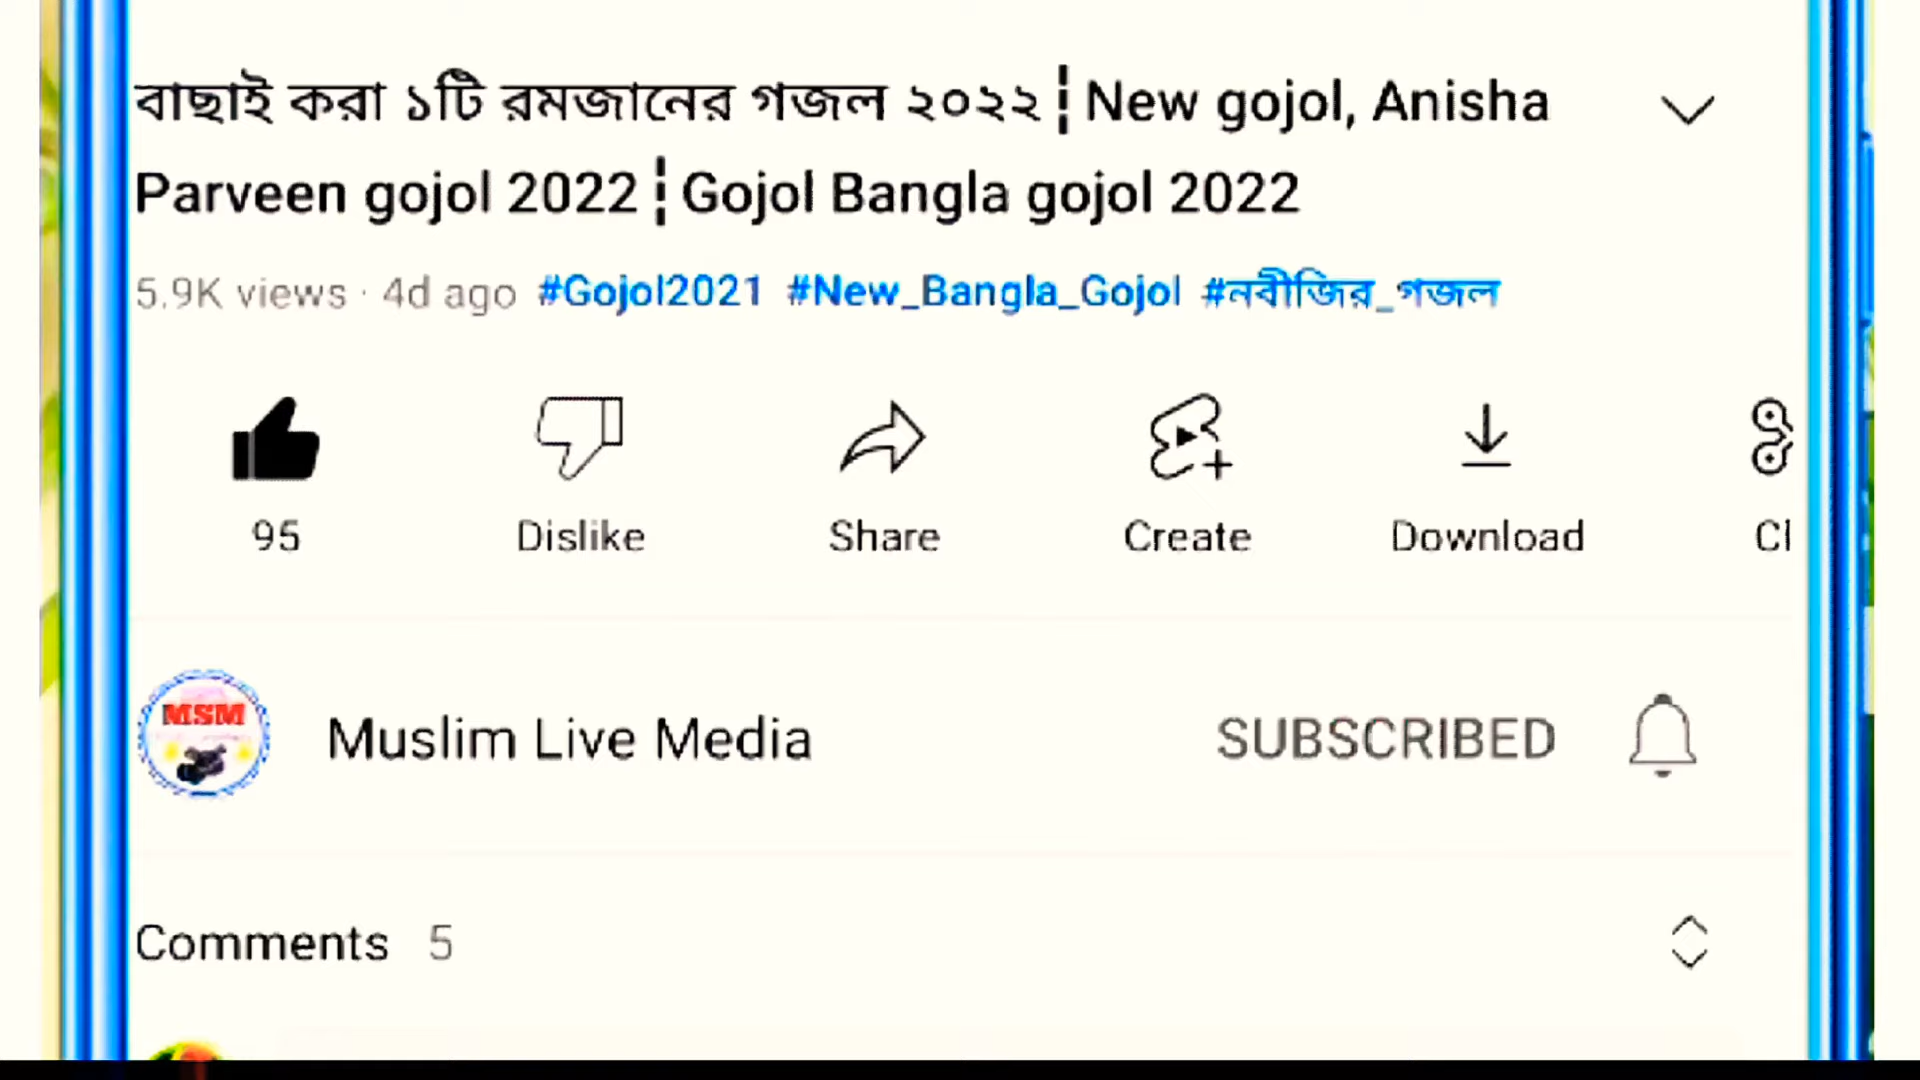 বাছাই করা ১টি রমজানের গজল ২০২২┇New gojol, Anisha
Parveen gojol 2022┇Gojol Bangla gojol 2022
5.9K views · 4d ago #Gojol2021 #New_Bangla_Gojol #নবীজির_গজল
95 Dislike Share Create Download Cl
MSM
Muslim Live Media SUBSCRIBED
Comments 5